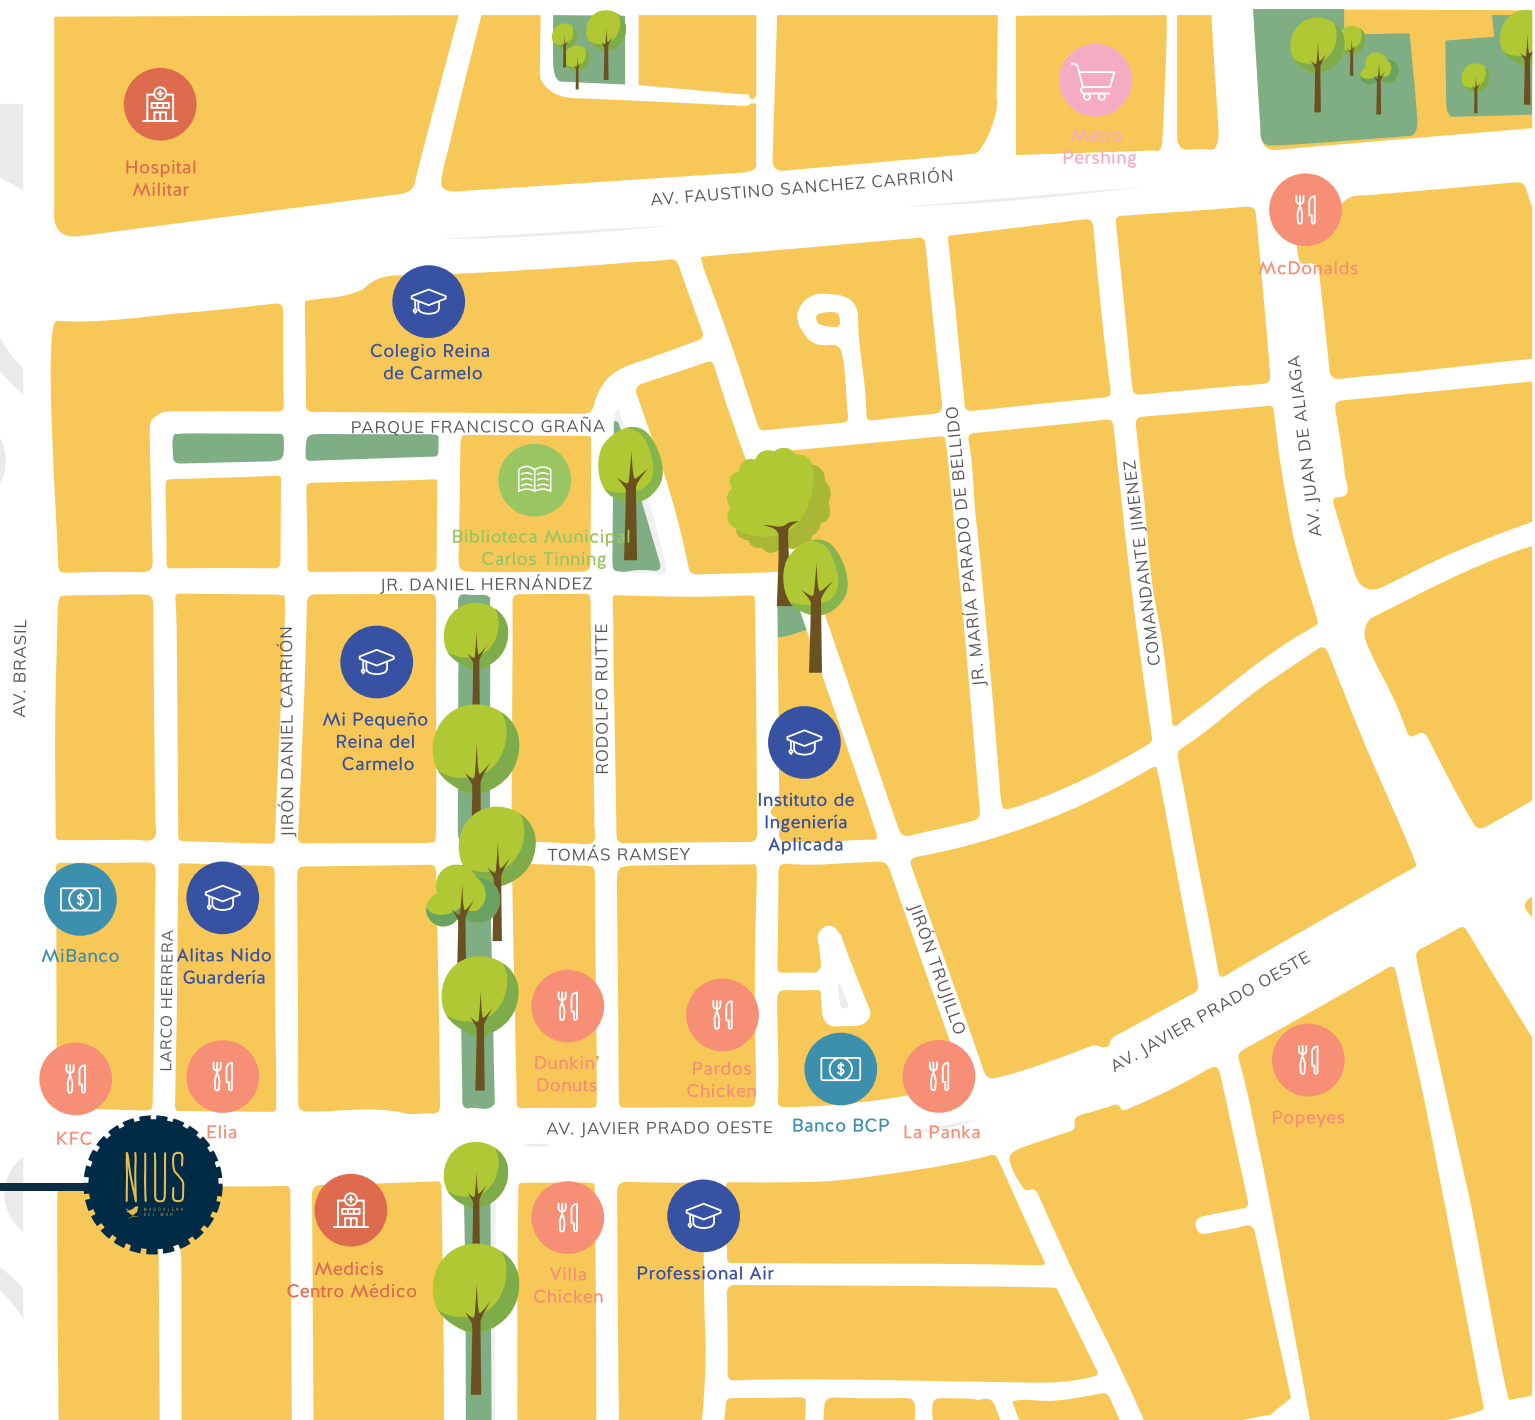 Hospital
Militar
Metro
Pershing
AV. FAUSTINO SANCHEZ CARRIÓN
McDonalds
Colegio Reina
de Carmelo
PARQUE FRANCISCO GRAÑA
Biblioteca Municipal
Carlos Tinning
JR. DANIEL HERNÁNDEZ
AV. BRASIL
JIRÓN DANIEL CARRIÓN
Mi Pequeño
Reina del
Carmelo
RODOLFO RUTTE
JR. MARÍA PARADO DE BELLIDO
COMANDANTE JIMENEZ
AV. JUAN DE ALIAGA
Instituto de
Ingeniería
Aplicada
TOMÁS RAMSEY
MiBanco
LARCO HERRERA
Alitas Nido
Guardería
JIRÓN TRUJILLO
AV. JAVIER PRADO OESTE
Dunkin'
Donuts
Pardos
Chicken
Banco BCP
La Panka
Popeyes
KFC
Elia
AV. JAVIER PRADO OESTE
NIUS
MAGDALENA
DEL MAR
Medicis
Centro Médico
Villa
Chicken
Professional Air